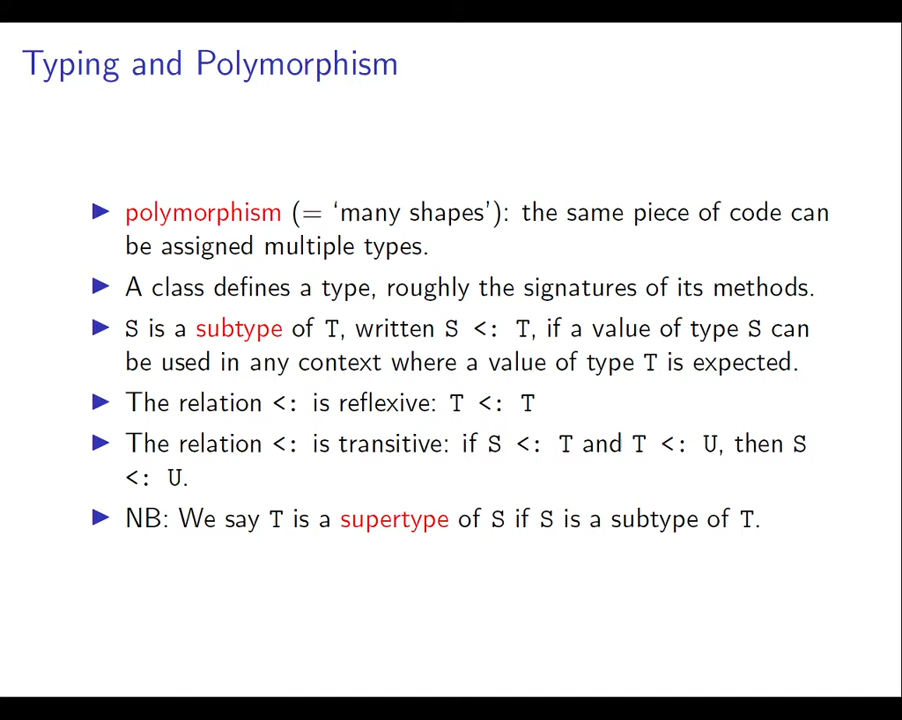 Typing and Polymorphism
▶ polymorphism (= ‘many shapes’): the same piece of code can
be assigned multiple types.
▶ A class defines a type, roughly the signatures of its methods.
▶ S is a subtype of T, written S <: T, if a value of type S can
be used in any context where a value of type T is expected.
▶ The relation <: is reflexive: T <: T
▶ The relation <: is transitive: if S <: T and T <: U, then S
<: U.
▶ NB: We say T is a supertype of S if S is a subtype of T.